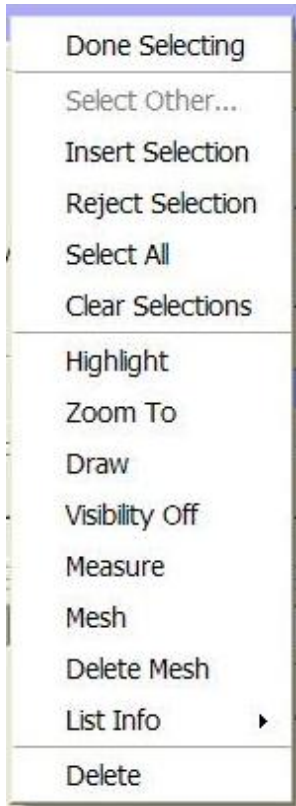 Done Selecting
Select Other...
Insert Selection
Reject Selection
Select All
Clear Selections
Highlight
Zoom To
Draw
Visibility Off
Measure
Mesh
Delete Mesh
List Info
Delete